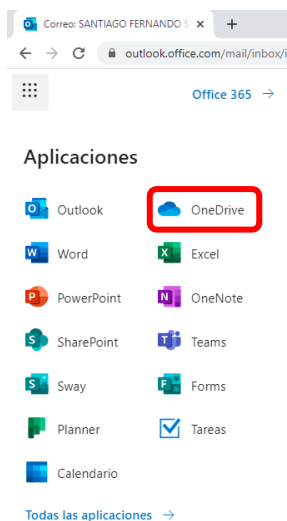 Correo: SANTIAGO FERNANDO S
outlook.office.com/mail/inbox/i
Office 365 →
Aplicaciones
Outlook OneDrive
Word Excel
PowerPoint OneNote
SharePoint Teams
Sway Forms
Planner Tareas
Calendario
Todas las aplicaciones →